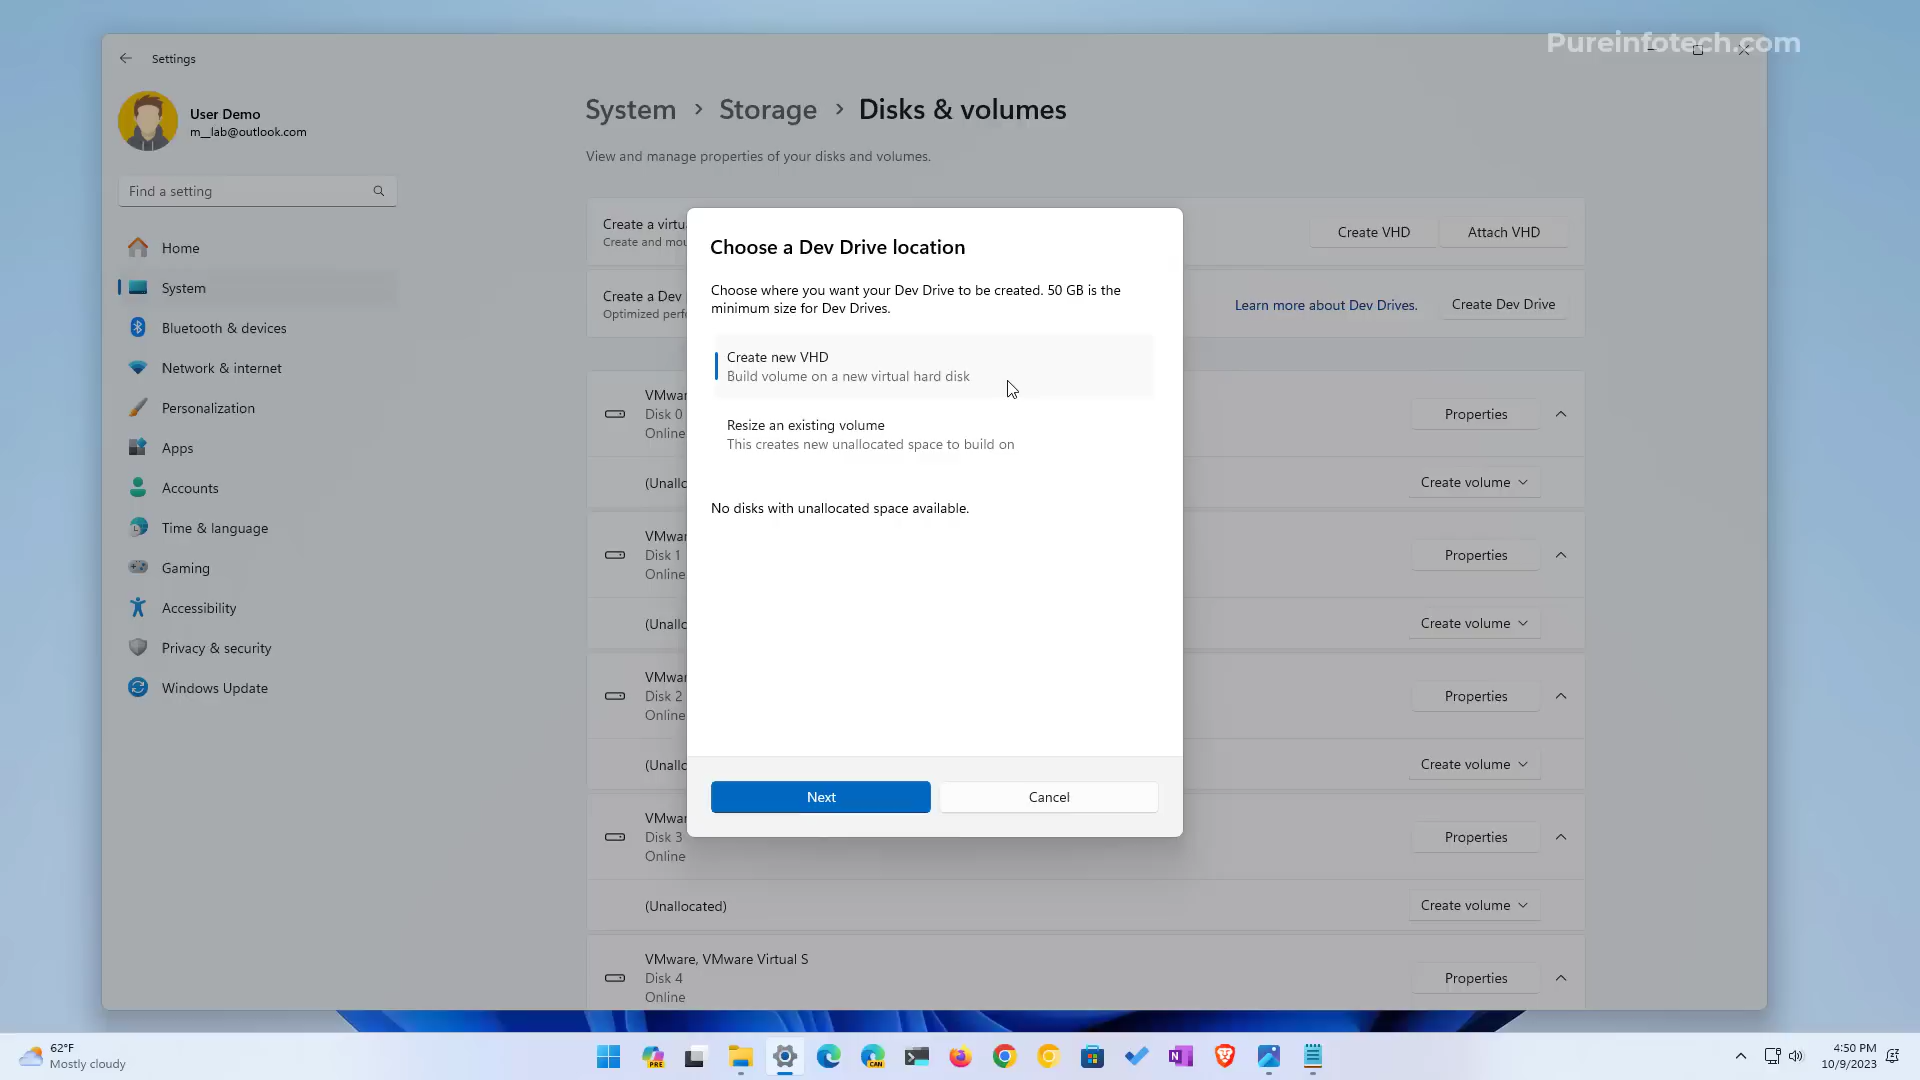 Pureinfotech.com
Settings
User Demo
m__lab@outlook.com
Find a setting
Home
System
Bluetooth & devices
Network & internet
Personalization
Apps
Accounts
Time & language
Gaming
Accessibility
Privacy & security
Windows Update
System > Storage > Disks & volumes
View and manage properties of your disks and volumes.
Create a virtu
Create and mou
Create VHD
Attach VHD
Create a Dev
Optimized perf
Learn more about Dev Drives.
Create Dev Drive
Choose a Dev Drive location
Choose where you want your Dev Drive to be created. 50 GB is the
minimum size for Dev Drives.
Create new VHD
Build volume on a new virtual hard disk
Resize an existing volume
This creates new unallocated space to build on
No disks with unallocated space available.
Next
Cancel
VMwar
Disk 0
Online
Properties
(Unallo
Create volume
VMwar
Disk 1
Online
Properties
(Unallo
Create volume
VMwar
Disk 2
Online
Properties
(Unallo
Create volume
VMwar
Disk 3
Online
Properties
(Unallocated)
Create volume
VMware, VMware Virtual S
Disk 4
Online
Properties
62°F
Mostly cloudy
PRE
CAN
4:50 PM
10/9/2023